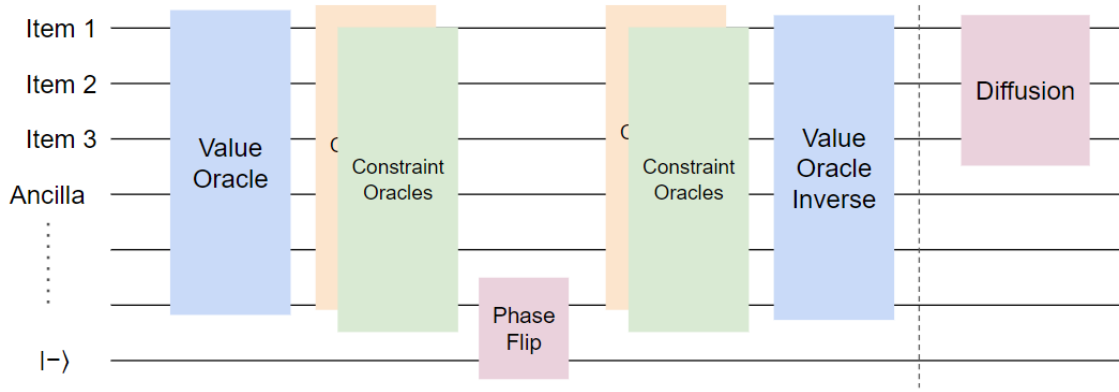 Item 1
Item 2
Item 3
Ancilla
|−⟩
Value
Oracle
Constraint
Oracles
Phase
Flip
Constraint
Oracles
Value
Oracle
Inverse
Diffusion